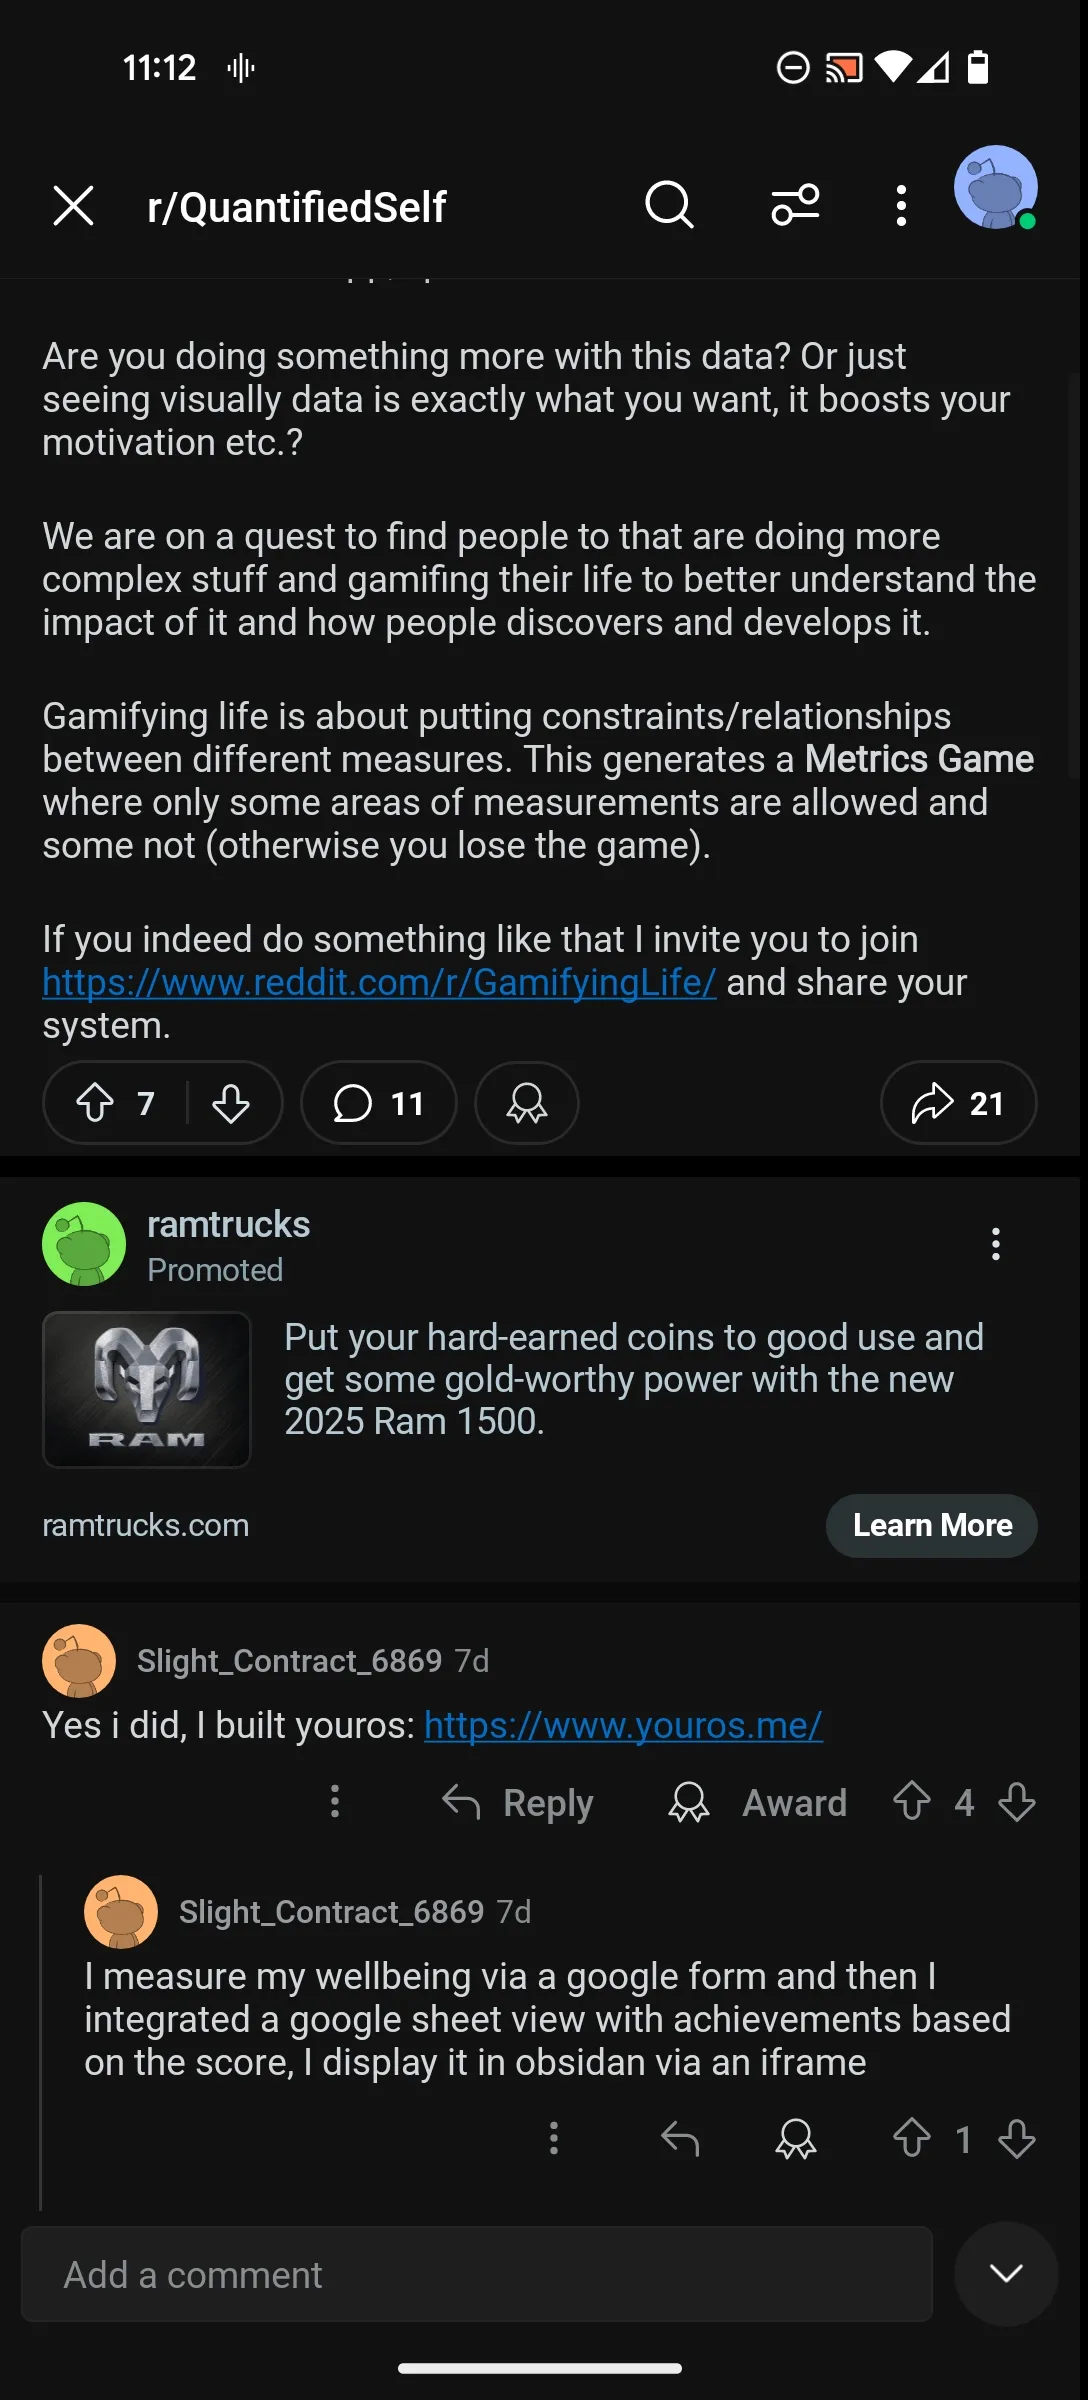 11:12
r/QuantifiedSelf
Are you doing something more with this data? Or just
seeing visually data is exactly what you want, it boosts your
motivation etc.?
We are on a quest to find people to that are doing more
complex stuff and gamifing their life to better understand the
impact of it and how people discovers and develops it.
Gamifying life is about putting constraints/relationships
between different measures. This generates a Metrics Game
where only some areas of measurements are allowed and
some not (otherwise you lose the game).
If you indeed do something like that I invite you to join
https://www.reddit.com/r/GamifyingLife/ and share your
system.
7 11 21
ramtrucks
Promoted
RAM
Put your hard-earned coins to good use and
get some gold-worthy power with the new
2025 Ram 1500.
ramtrucks.com Learn More
Slight_Contract_6869 7d
Yes i did, I built youros: https://www.youros.me/
Reply Award 4
Slight_Contract_6869 7d
I measure my wellbeing via a google form and then I
integrated a google sheet view with achievements based
on the score, I display it in obsidan via an iframe
1
Add a comment